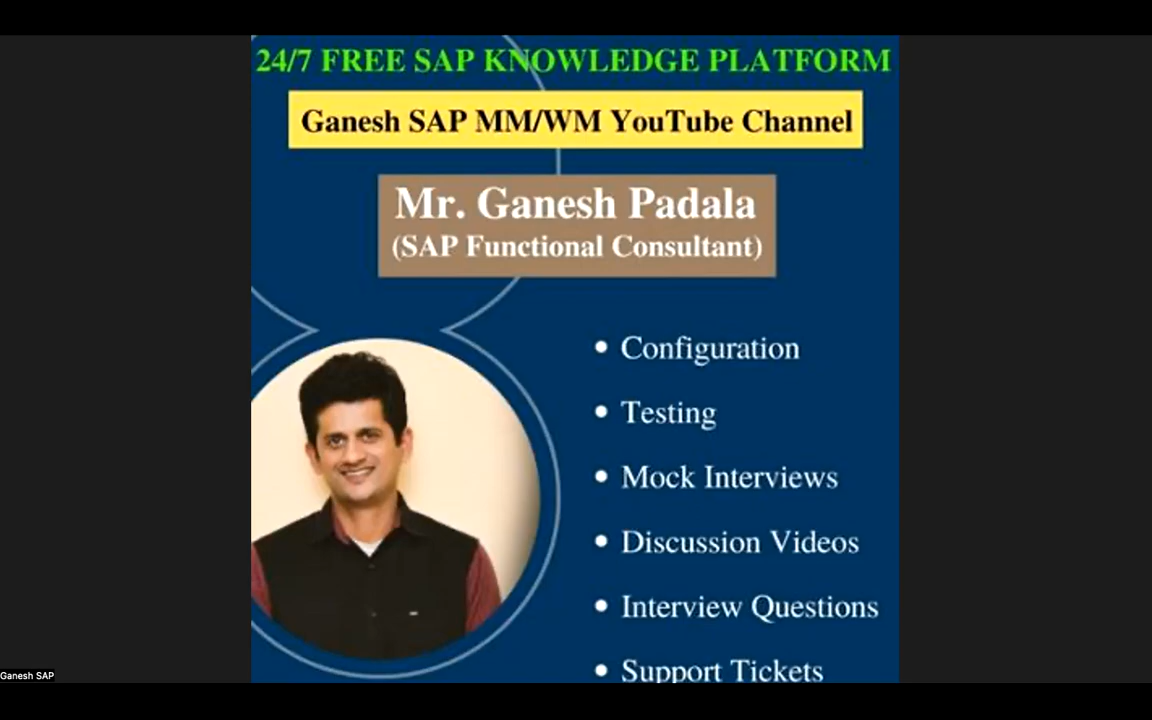 24/7 FREE SAP KNOWLEDGE PLATFORM
Ganesh SAP MM/WM YouTube Channel
Mr. Ganesh Padala
(SAP Functional Consultant)
• Configuration
• Testing
• Mock Interviews
• Discussion Videos
• Interview Questions
• Support Tickets
Ganesh SAP